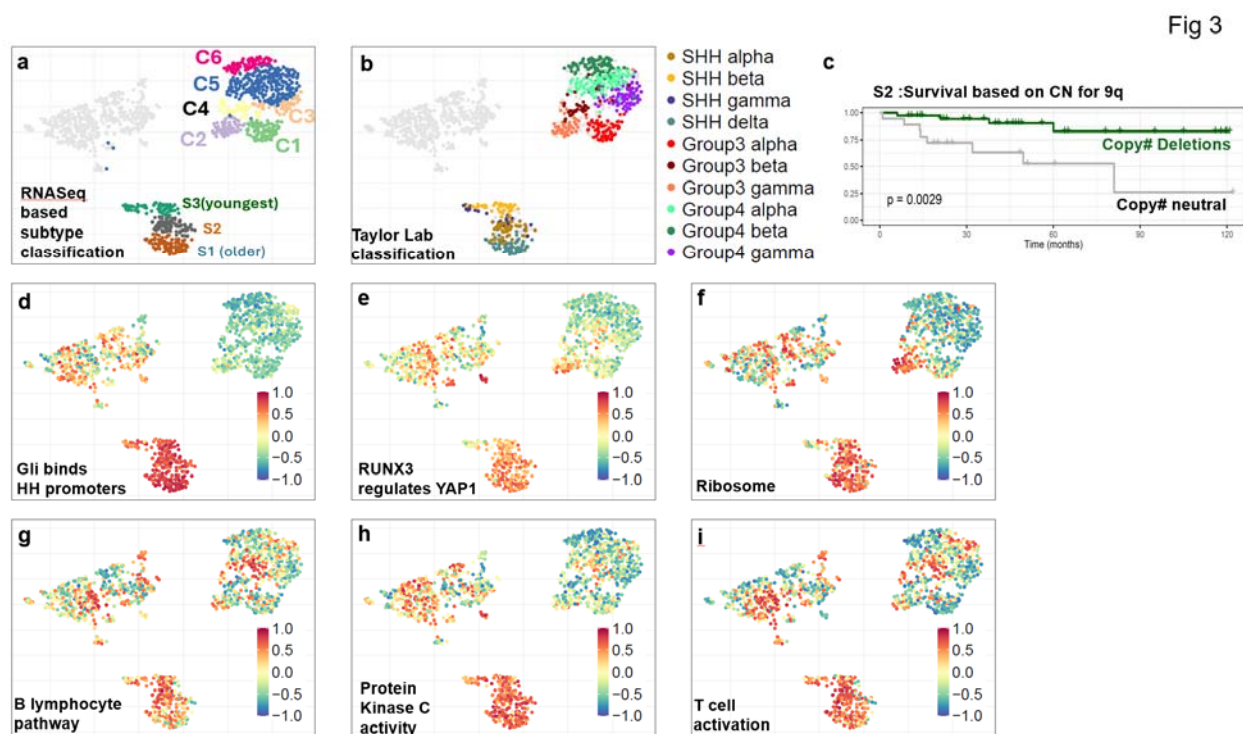 Fig 3
a
C6
C5
C4
C3
C2
C1
RNASeq
based
subtype
classification
S3(youngest)
S2
S1 (older)
b
Taylor Lab
classification
SHH alpha
SHH beta
SHH gamma
SHH delta
Group3 alpha
Group3 beta
Group3 gamma
Group4 alpha
Group4 beta
Group4 gamma
c
S2 :Survival based on CN for 9q
1.00
0.75
0.50
0.25
0.00
Copy# Deletions
p = 0.0029
Copy# neutral
0
30
60
90
120
Time (months)
d
1.0
0.5
0.0
−0.5
−1.0
Gli binds
HH promoters
e
1.0
0.5
0.0
−0.5
−1.0
RUNX3
regulates YAP1
f
1.0
0.5
0.0
−0.5
−1.0
Ribosome
g
1.0
0.5
0.0
−0.5
−1.0
B lymphocyte
pathway
h
1.0
0.5
0.0
−0.5
−1.0
Protein
Kinase C
activity
i
1.0
0.5
0.0
−0.5
−1.0
T cell
activation